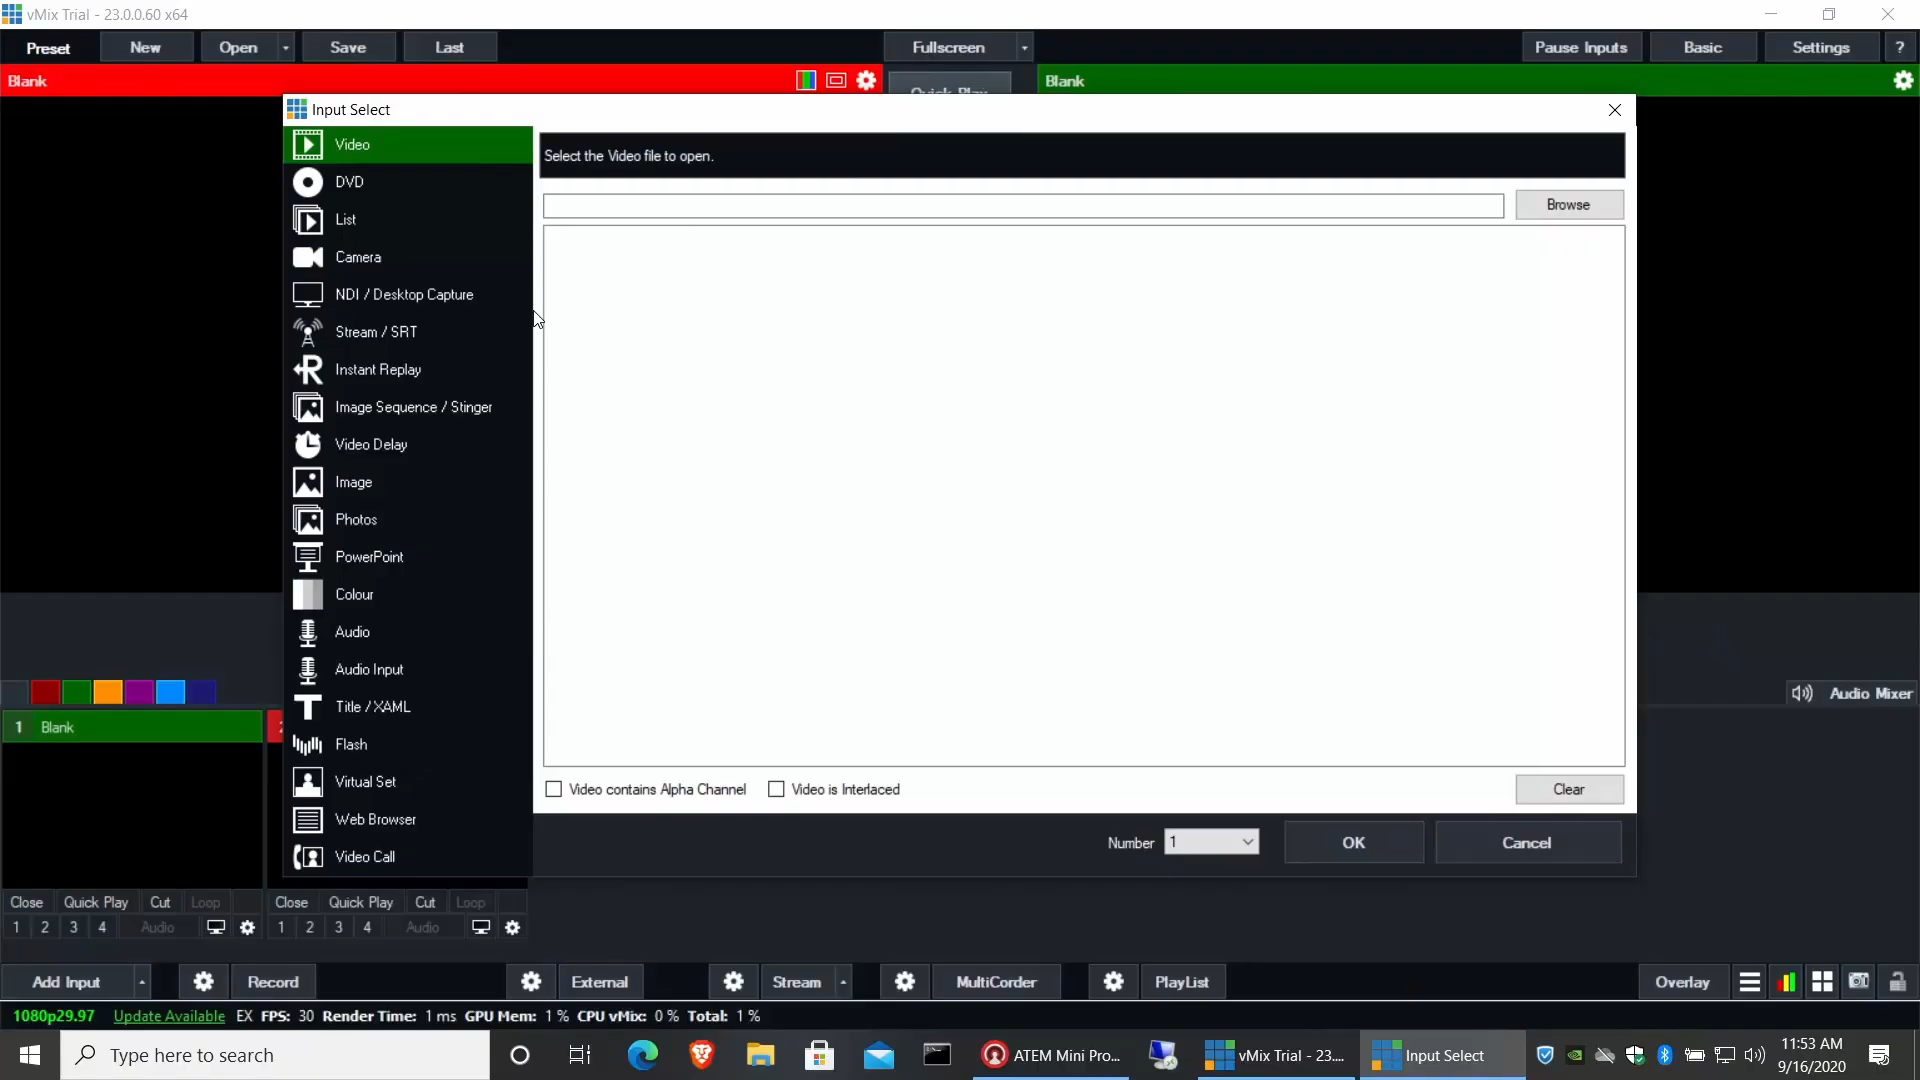 vMix Trial - 23.0.0.60 x64
Preset New Open Save Last Fullscreen Pause Inputs Basic Settings ?
Blank Quick Play Blank
Input Select
Video
Select the Video file to open.
DVD
Browse
List
Camera
NDI / Desktop Capture
Stream / SRT
Instant Replay
Image Sequence / Stinger
Video Delay
Image
Photos
PowerPoint
Colour
Audio
Audio Input
Title / XAML
Flash
Virtual Set
Web Browser
Video Call
Video contains Alpha Channel Video is Interlaced Clear
Number 1 OK Cancel
Audio Mixer
1 Blank 2
Close Quick Play Cut Loop Close Quick Play Cut Loop
1 2 3 4 Audio 1 2 3 4 Audio
Add Input Record External Stream MultiCorder PlayList Overlay
1080p29.97 Update Available EX FPS: 30 Render Time: 1 ms GPU Mem: 1 % CPU vMix: 0 % Total: 1 %
Type here to search ATEM Mini Pro... vMix Trial - 23.... Input Select 11:53 AM
9/16/2020